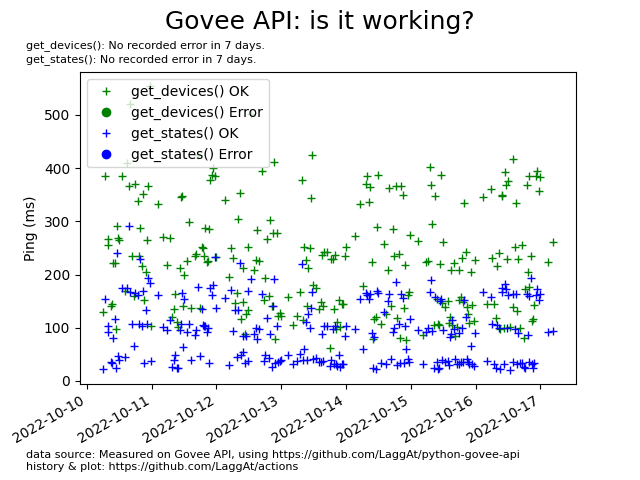 Govee API: is it working?
get_devices(): No recorded error in 7 days.
get_states(): No recorded error in 7 days.
get_devices() OK
get_devices() Error
get_states() OK
get_states() Error
Ping (ms)
500
400
300
200
100
0
2022-10-10
2022-10-11
2022-10-12
2022-10-13
2022-10-14
2022-10-15
2022-10-16
2022-10-17
data source: Measured on Govee API, using https://github.com/LaggAt/python-govee-api
history & plot: https://github.com/LaggAt/actions